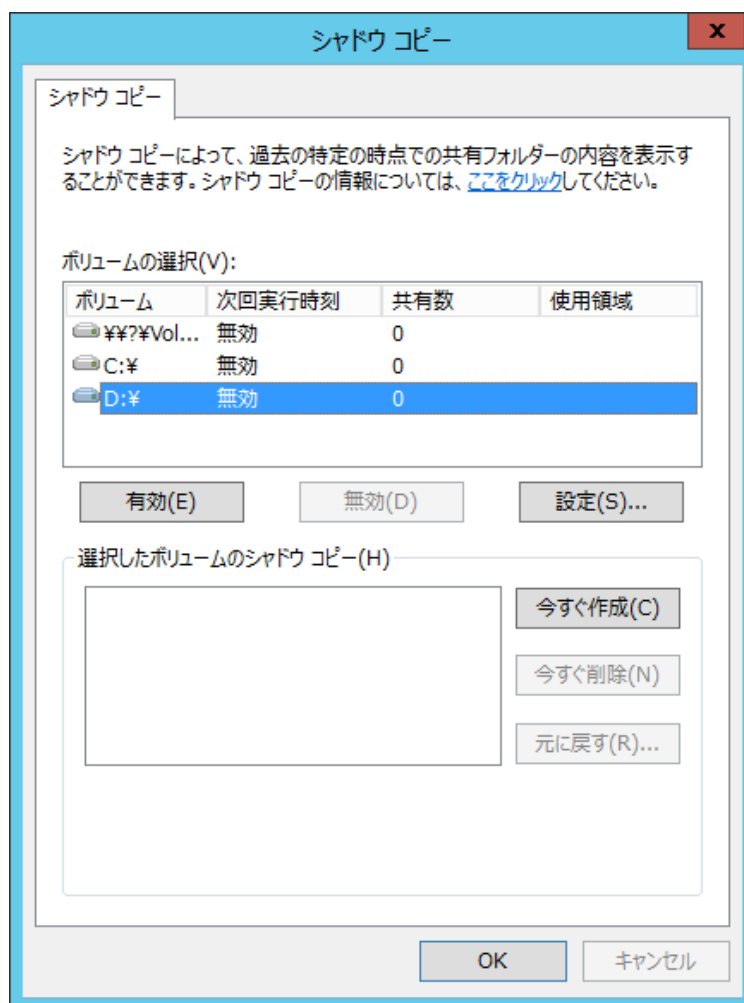 シャドウ コピー
x
シャドウ コピー
シャドウ コピーによって、過去の特定の時点での共有フォルダーの内容を表示す
ることができます。シャドウ コピーの情報については、ここをクリックしてください。
ボリュームの選択(V):
ボリューム 次回実行時刻 共有数 使用領域
¥¥?¥Vol... 無効 0
C:¥ 無効 0
D:¥ 無効 0
有効(E) 無効(D) 設定(S)...
選択したボリュームのシャドウ コピー(H)
今すぐ作成(C)
今すぐ削除(N)
元に戻す(R)...
OK キャンセル